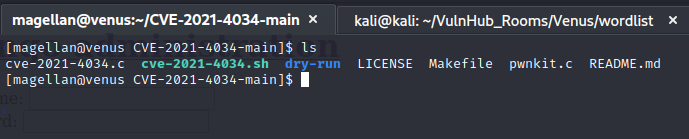 magellan@venus:~/CVE-2021-4034-main
kali@kali: ~/VulnHub_Rooms/Venus/wordlist
[magellan@venus CVE-2021-4034-main]$ ls
cve-2021-4034.c cve-2021-4034.sh dry-run LICENSE Makefile pwnkit.c README.md
[magellan@venus CVE-2021-4034-main]$